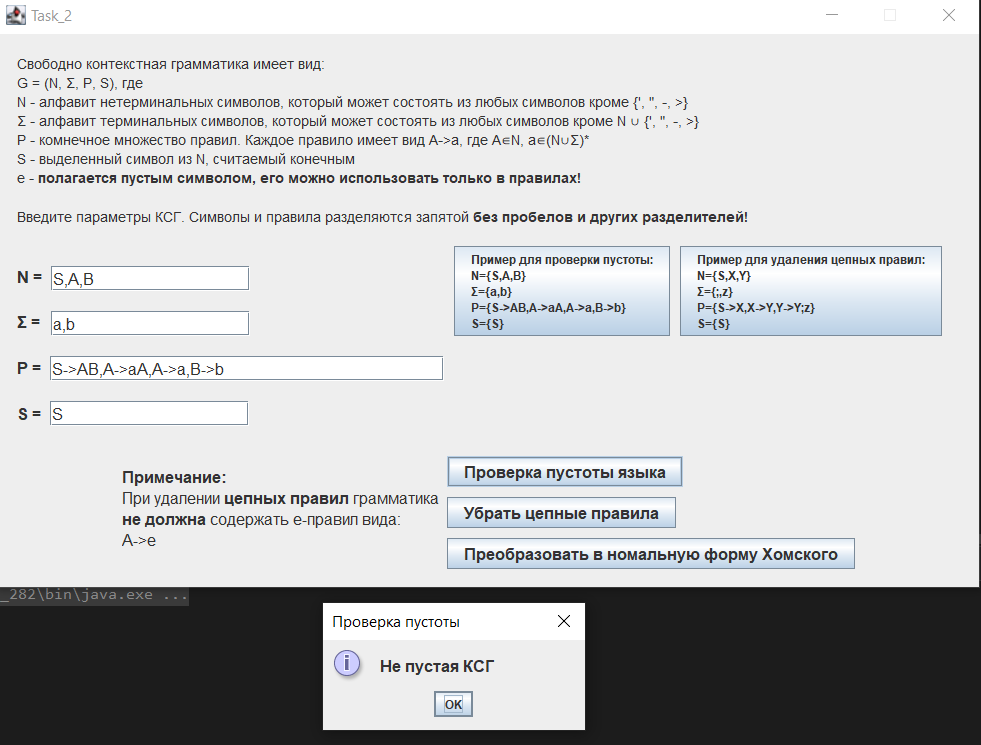 Task_2
Свободно контекстная грамматика имеет вид:
G = (N, Σ, P, S), где
N - алфавит нетерминальных символов, который может состоять из любых символов кроме {', ", -, >}
Σ - алфавит терминальных символов, который может состоять из любых символов кроме N ∪ {', ", -, >}
P - комнечное множество правил. Каждое правило имеет вид A->a, где A∈N, a∈(N∪Σ)*
S - выделенный символ из N, считаемый конечным
e - полагается пустым символом, его можно использовать только в правилах!
Введите параметры КСГ. Символы и правила разделяются запятой без пробелов и других разделителей!
N = S,A,B
Σ = a,b
P = S->AB,A->aA,A->a,B->b
S = S
Пример для проверки пустоты:
N={S,A,B}
Σ={a,b}
P={S->AB,A->aA,A->a,B->b}
S={S}
Пример для удаления цепных правил:
N={S,X,Y}
Σ={;,z}
P={S->X,X->Y,Y->Y;z}
S={S}
Примечание:
При удалении цепных правил грамматика
не должна содержать е-правил вида:
A->e
Проверка пустоты языка
Убрать цепные правила
Преобразовать в номальную форму Хомского
_282\bin\java.exe ...
Проверка пустоты
Не пустая КСГ
OK